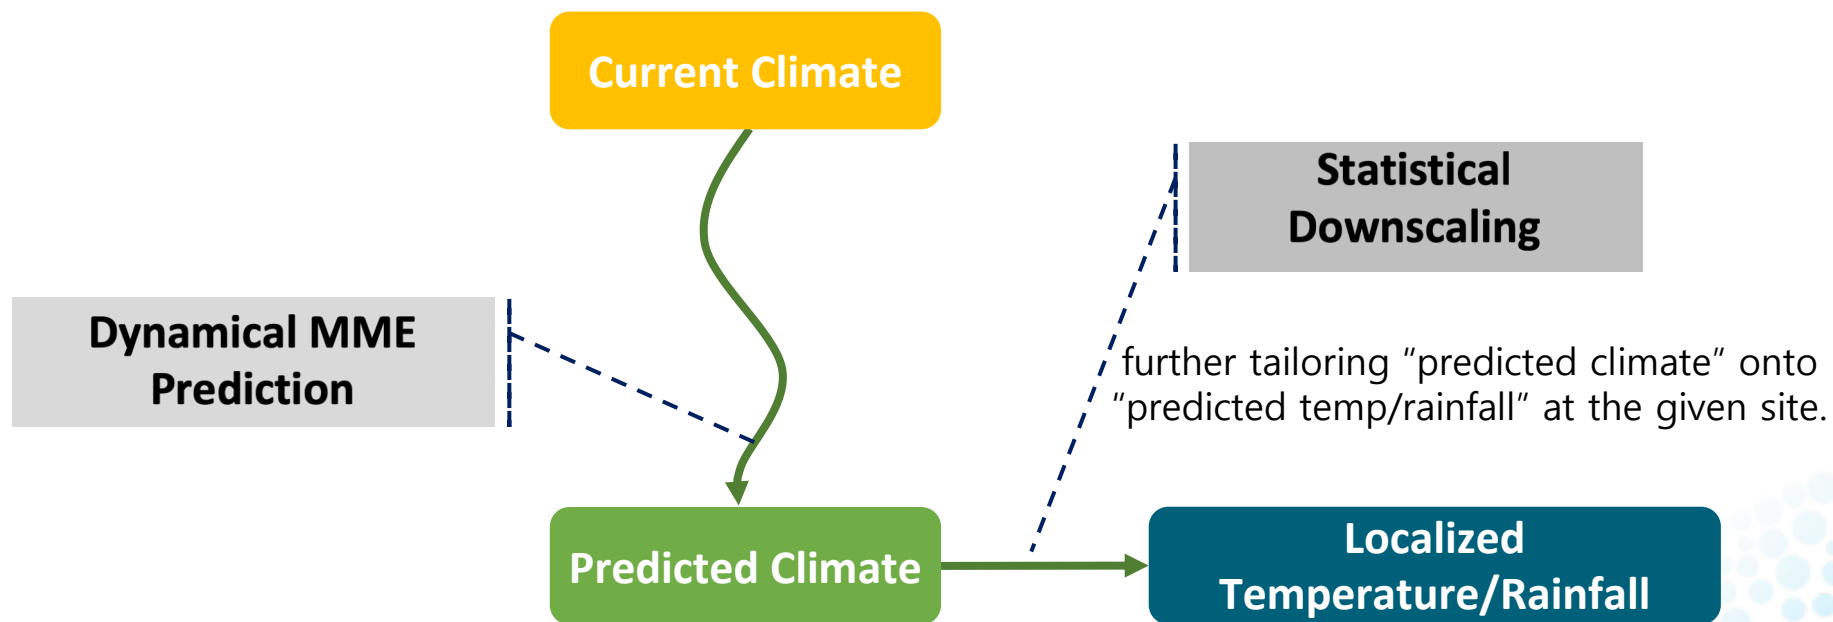 Current Climate
Statistical
Downscaling
Dynamical MME
Prediction
further tailoring "predicted climate" onto
"predicted temp/rainfall" at the given site.
Predicted Climate
Localized
Temperature/Rainfall